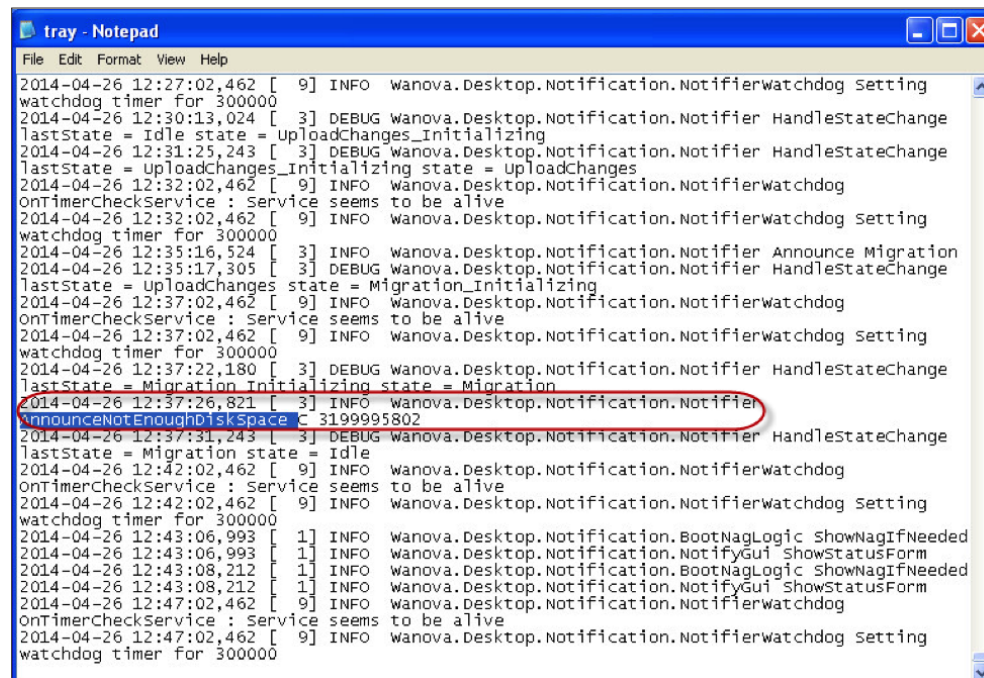 tray - Notepad
File Edit Format View Help
2014-04-26 12:27:02,462 [ 9] INFO Wanova.Desktop.Notification.NotifierWatchdog Setting
watchdog timer for 300000
2014-04-26 12:30:13,024 [ 3] DEBUG Wanova.Desktop.Notification.Notifier HandleStateChange
lastState = Idle state = UploadChanges_Initializing
2014-04-26 12:31:25,243 [ 3] DEBUG Wanova.Desktop.Notification.Notifier HandleStateChange
lastState = UploadChanges_Initializing state = UploadChanges
2014-04-26 12:32:02,462 [ 9] INFO Wanova.Desktop.Notification.NotifierWatchdog
OnTimerCheckService : Service seems to be alive
2014-04-26 12:32:02,462 [ 9] INFO Wanova.Desktop.Notification.NotifierWatchdog Setting
watchdog timer for 300000
2014-04-26 12:35:16,524 [ 3] INFO Wanova.Desktop.Notification.Notifier Announce Migration
2014-04-26 12:35:17,305 [ 3] DEBUG Wanova.Desktop.Notification.Notifier HandleStateChange
lastState = UploadChanges state = Migration_Initializing
2014-04-26 12:37:02,462 [ 9] INFO Wanova.Desktop.Notification.NotifierWatchdog
OnTimerCheckService : Service seems to be alive
2014-04-26 12:37:02,462 [ 9] INFO Wanova.Desktop.Notification.NotifierWatchdog Setting
watchdog timer for 300000
2014-04-26 12:37:22,180 [ 3] DEBUG Wanova.Desktop.Notification.Notifier HandleStateChange
lastState = Migration_Initializing state = Migration
2014-04-26 12:37:26,821 [ 3] INFO Wanova.Desktop.Notification.Notifier
AnnounceNotEnoughDiskSpace C 3199995802
2014-04-26 12:37:31,243 [ 3] DEBUG Wanova.Desktop.Notification.Notifier HandleStateChange
lastState = Migration state = Idle
2014-04-26 12:42:02,462 [ 9] INFO Wanova.Desktop.Notification.NotifierWatchdog
OnTimerCheckService : Service seems to be alive
2014-04-26 12:42:02,462 [ 9] INFO Wanova.Desktop.Notification.NotifierWatchdog Setting
watchdog timer for 300000
2014-04-26 12:43:06,993 [ 1] INFO Wanova.Desktop.Notification.BootNagLogic ShowNagIfNeeded
2014-04-26 12:43:06,993 [ 1] INFO Wanova.Desktop.Notification.NotifyGui ShowStatusForm
2014-04-26 12:43:08,212 [ 1] INFO Wanova.Desktop.Notification.BootNagLogic ShowNagIfNeeded
2014-04-26 12:43:08,212 [ 1] INFO Wanova.Desktop.Notification.NotifyGui ShowStatusForm
2014-04-26 12:47:02,462 [ 9] INFO Wanova.Desktop.Notification.NotifierWatchdog
OnTimerCheckService : Service seems to be alive
2014-04-26 12:47:02,462 [ 9] INFO Wanova.Desktop.Notification.NotifierWatchdog Setting
watchdog timer for 300000